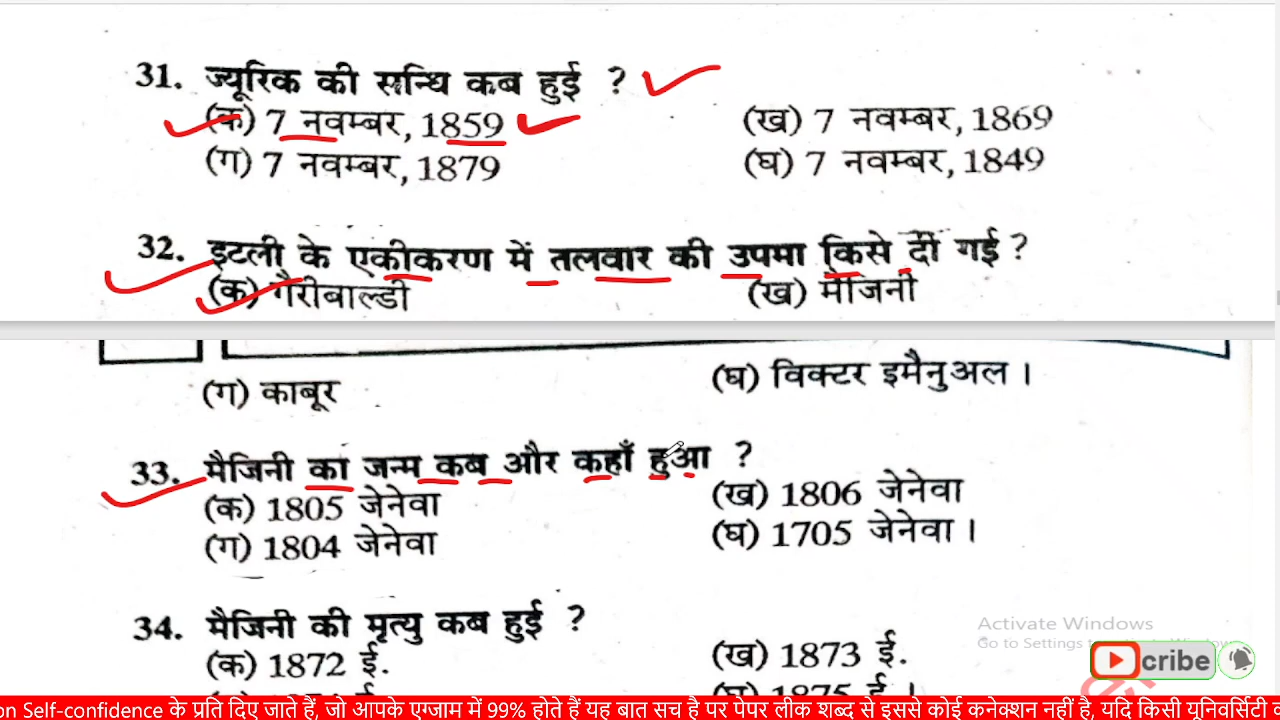 31. ज्यूरिक की सन्धि कब हुई ?
(क) 7 नवम्बर, 1859
(ख) 7 नवम्बर, 1869
(ग) 7 नवम्बर, 1879
(घ) 7 नवम्बर, 1849
32. इटली के एकीकरण में तलवार की उपमा किसे दी गई ?
(क) गैरीबाल्डी
(ख) मैजिनी
(ग) काबूर
(घ) विक्टर इमैनुअल ।
33. मैजिनी का जन्म कब और कहाँ हुआ ?
(क) 1805 जेनेवा
(ख) 1806 जेनेवा
(ग) 1804 जेनेवा
(घ) 1705 जेनेवा ।
34. मैजिनी की मृत्यु कब हुई ?
(क) 1872 ई.
(ख) 1873 ई.
(घ) 1875 ई ।
Activate Windows
Go to Settings
cribe
on Self-confidence के प्रति दिए जाते हैं, जो आपके एग्जाम में 99% होते हैं यह बात सच है पर पेपर लीक शब्द से इससे कोई कनेक्शन नहीं है, यदि किसी यूनिवर्सिटी